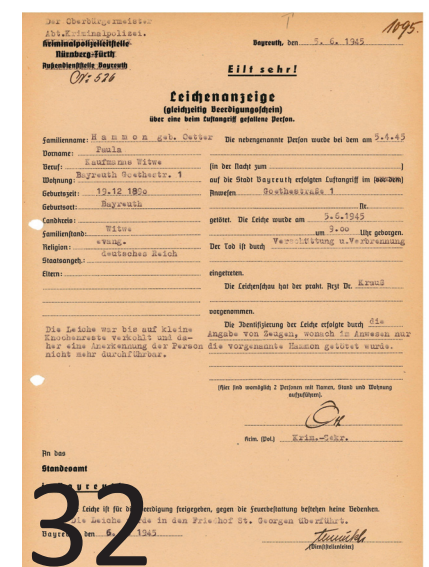 Der Oberbürgermeister
Abt.Kriminalpolizei.
Kriminalpolizeileitstelle
Nürnberg-Fürth
Außendienststelle Bayreuth
No: 526
1095.
Bayreuth, den 5. 6. 1945
Eilt sehr!
Leichenanzeige
(gleichzeitig Beerdigungsschein)
über eine beim Luftangriff gefallene Person.
Familienname: Hammon geb. Oetter
Vorname: Paula
Beruf: Kaufmanns Witwe
Wohnung: Bayreuth Goethestr. 1
Geburtszeit: 19.12 1850
Geburtsort: Bayreuth
Landkreis:
Familienstand: Witwe
Religion: evang.
Staatsangeh.: deutsches Reich
Eltern:
Die Leiche war bis auf kleine
Knochenreste verkohlt und da-
her eine Anerkennung der Person
nicht mehr durchführbar.
Die nebengenannte Person wurde bei dem am 5.4.45
(in der Nacht zum )
auf die Stadt Bayreuth erfolgten Luftangriff im
Anwesen Goethestraße 1
Nr.
getötet. Die Leiche wurde am 5.6.1945
um 9.oo Uhr geborgen.
Der Tod ist durch Verschüttung u.Verbrennung
eingetreten.
Die Leichenschau hat der prakt. Arzt Dr. Krauß
vorgenommen.
Die Identifizierung der Leiche erfolgte durch die
Angabe von Zeugen, wonach im Anwesen nur
die vorgenannte Hammon getötet wurde.
(Hier sind womöglich 2 Personen mit Namen, Stand und Wohnung
aufzuführen).
Krim. (Pol.) Krim.-Sekr.
An das
Standesamt
Bayreuth
Leiche ist für die Beerdigung freigegeben, gegen die Feuerbestattung bestehen keine Bedenken.
Die Leiche wurde in den Friedhof St. Georgen überführt.
Bayreuth, den 6. 1945
(Dienststellenleiter)
32